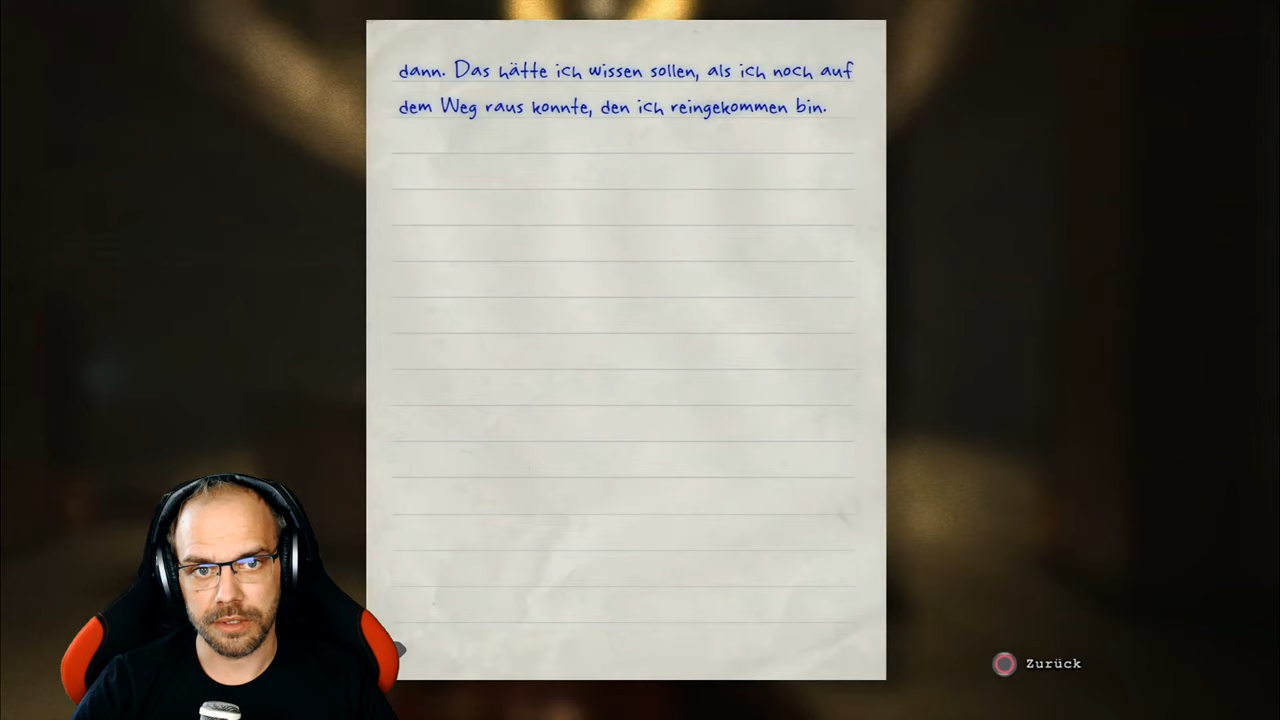 dann. Das hätte ich wissen sollen, als ich noch auf
dem Weg raus konnte, den ich reingekommen bin.
Zurück